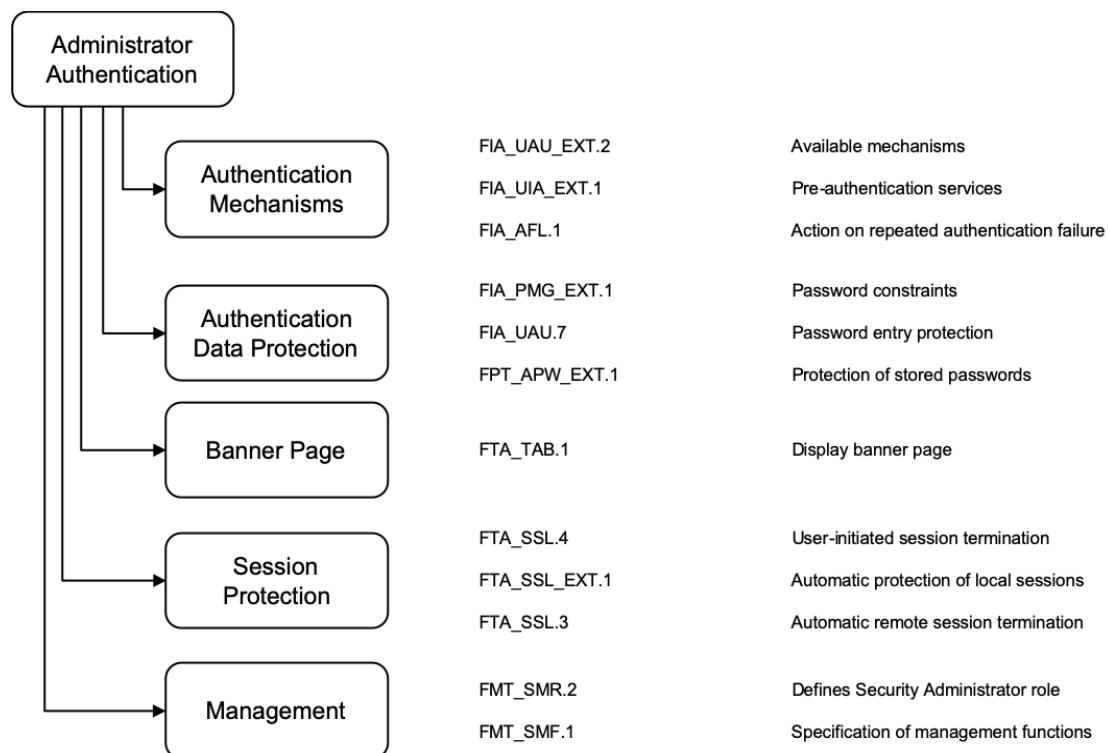 Administrator
Authentication
Authentication
Mechanisms
FIA_UAU_EXT.2 Available mechanisms
FIA_UIA_EXT.1 Pre-authentication services
FIA_AFL.1 Action on repeated authentication failure
Authentication
Data Protection
FIA_PMG_EXT.1 Password constraints
FIA_UAU.7 Password entry protection
FPT_APW_EXT.1 Protection of stored passwords
Banner Page
FTA_TAB.1 Display banner page
Session
Protection
FTA_SSL.4 User-initiated session termination
FTA_SSL_EXT.1 Automatic protection of local sessions
FTA_SSL.3 Automatic remote session termination
Management
FMT_SMR.2 Defines Security Administrator role
FMT_SMF.1 Specification of management functions